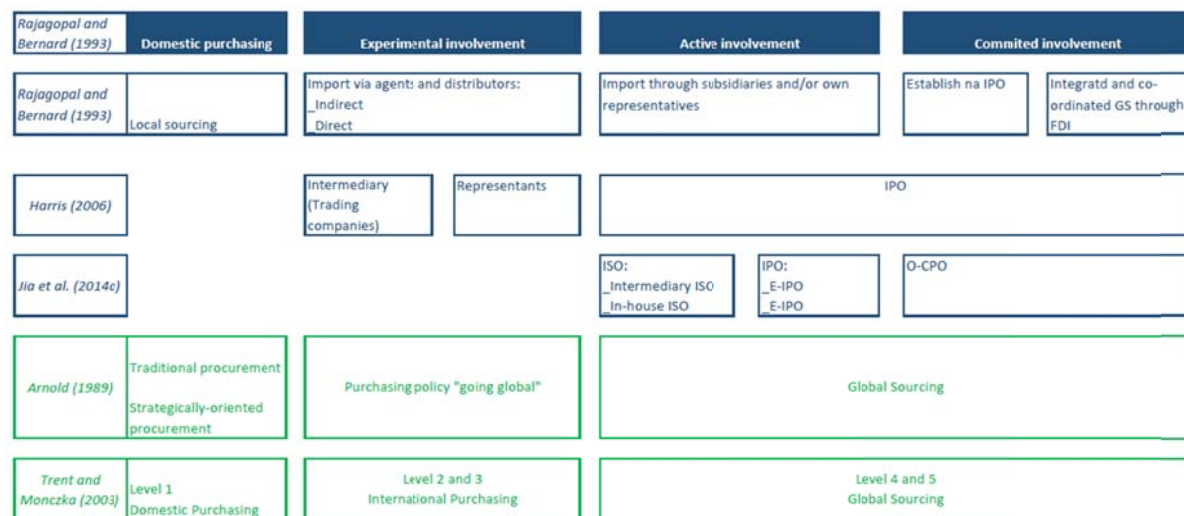 Rajagopal and
Bernard (1993)
Domestic purchasing
Experimental involvement
Active involvement
Commited involvement
Rajagopal and
Bernard (1993)
Local sourcing
Import via agents and distributors:
_Indirect
_Direct
Import through subsidiaries and/or own
representatives
Establish na IPO
Integratd and co-
ordinated GS through
FDI
Harris (2006)
Intermediary
(Trading
companies)
Representants
IPO
Jia et al. (2014c)
ISO:
_Intermediary ISO
_In-house ISO
IPO:
_E-IPO
_E-IPO
O-CPO
Arnold (1989)
Traditional procurement
Strategically-oriented
procurement
Purchasing policy "going global"
Global Sourcing
Trent and
Monczka (2003)
Level 1
Domestic Purchasing
Level 2 and 3
International Purchasing
Level 4 and 5
Global Sourcing